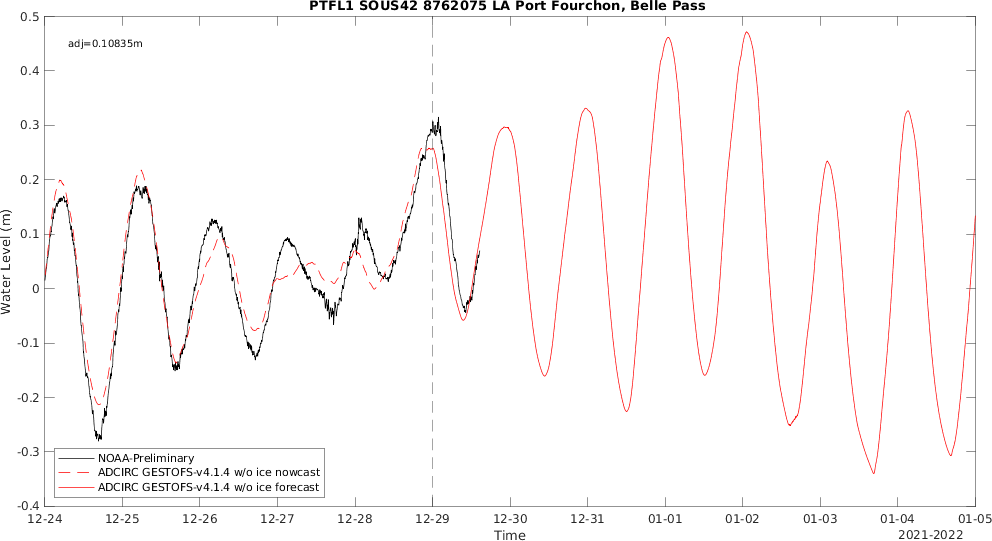 PTFL1 SOUS42 8762075 LA Port Fourchon, Belle Pass
adj=0.10835m
0.5
0.4
0.3
0.2
0.1
0
-0.1
-0.2
-0.3
-0.4
Water Level (m)
NOAA-Preliminary
ADCIRC GESTOFS-v4.1.4 w/o ice nowcast
ADCIRC GESTOFS-v4.1.4 w/o ice forecast
12-24 12-25 12-26 12-27 12-28 12-29 12-30 12-31 01-01 01-02 01-03 01-04 01-05
Time
2021-2022